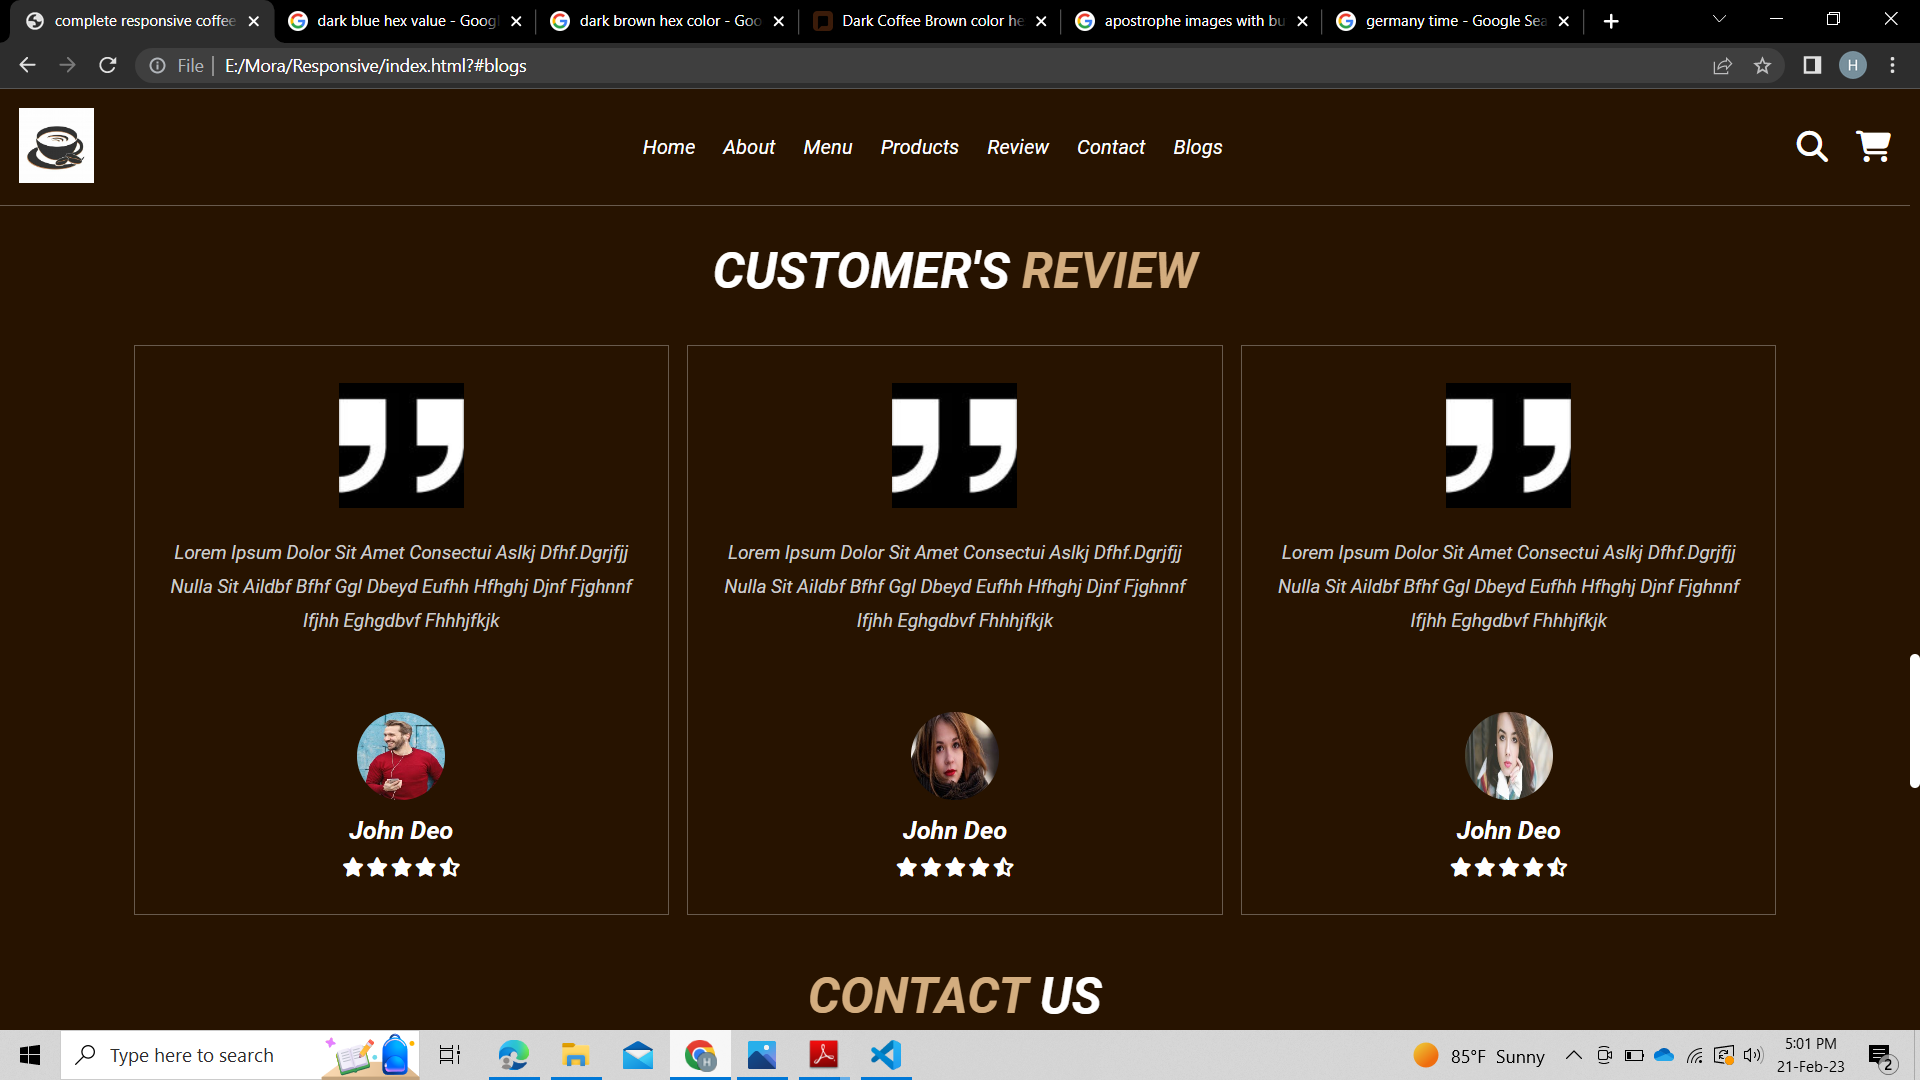 complete responsive coffee
dark blue hex value - Googl
dark brown hex color - Goo
Dark Coffee Brown color he
apostrophe images with bu
germany time - Google Sea
File
E:/Mora/Responsive/index.html?#blogs
H
Home About Menu Products Review Contact Blogs
CUSTOMER'S REVIEW
Lorem Ipsum Dolor Sit Amet Consectui Aslkj Dfhf.Dgrjfjj
Nulla Sit Aildbf Bfhf Ggl Dbeyd Eufhh Hfhghj Djnf Fjghnnf
Ifjhh Eghgdbvf Fhhhjfkjk
John Deo
Lorem Ipsum Dolor Sit Amet Consectui Aslkj Dfhf.Dgrjfjj
Nulla Sit Aildbf Bfhf Ggl Dbeyd Eufhh Hfhghj Djnf Fjghnnf
Ifjhh Eghgdbvf Fhhhjfkjk
John Deo
Lorem Ipsum Dolor Sit Amet Consectui Aslkj Dfhf.Dgrjfjj
Nulla Sit Aildbf Bfhf Ggl Dbeyd Eufhh Hfhghj Djnf Fjghnnf
Ifjhh Eghgdbvf Fhhhjfkjk
John Deo
CONTACT US
Type here to search
H
85°F Sunny
5:01 PM
21-Feb-23
2